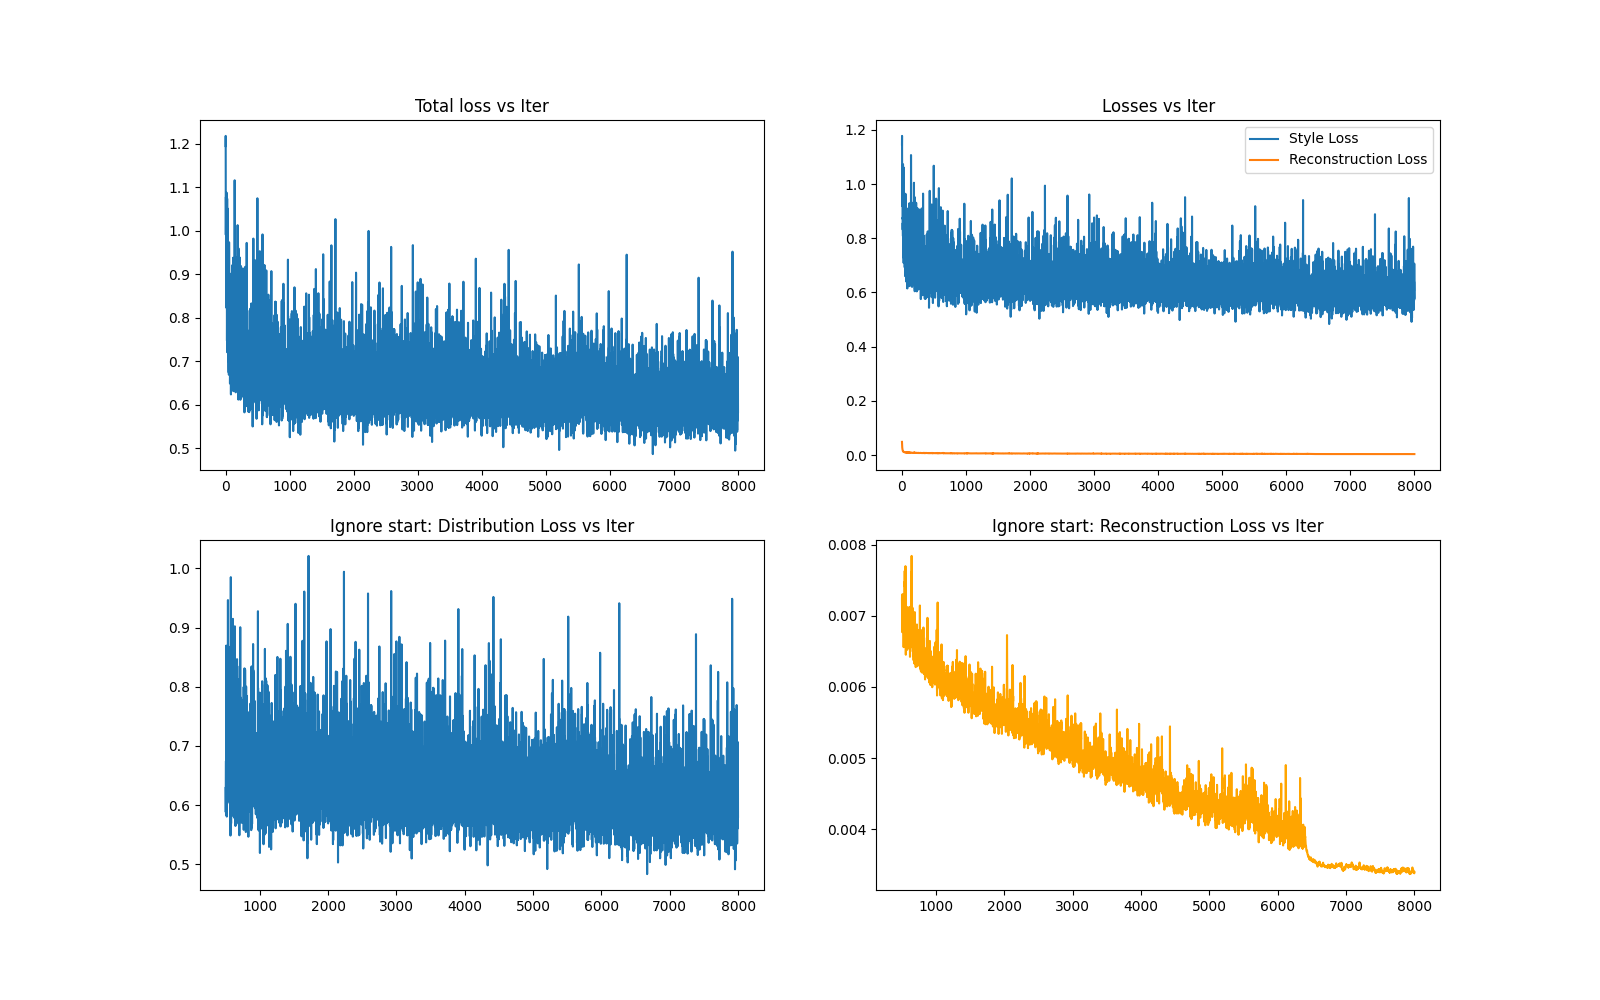 Total loss vs Iter
1.2
1.1
1.0
0.9
0.8
0.7
0.6
0.5
0 1000 2000 3000 4000 5000 6000 7000 8000
Losses vs Iter
Style Loss
Reconstruction Loss
1.2
1.0
0.8
0.6
0.4
0.2
0.0
0 1000 2000 3000 4000 5000 6000 7000 8000
Ignore start: Distribution Loss vs Iter
1.0
0.9
0.8
0.7
0.6
0.5
1000 2000 3000 4000 5000 6000 7000 8000
Ignore start: Reconstruction Loss vs Iter
0.008
0.007
0.006
0.005
0.004
1000 2000 3000 4000 5000 6000 7000 8000